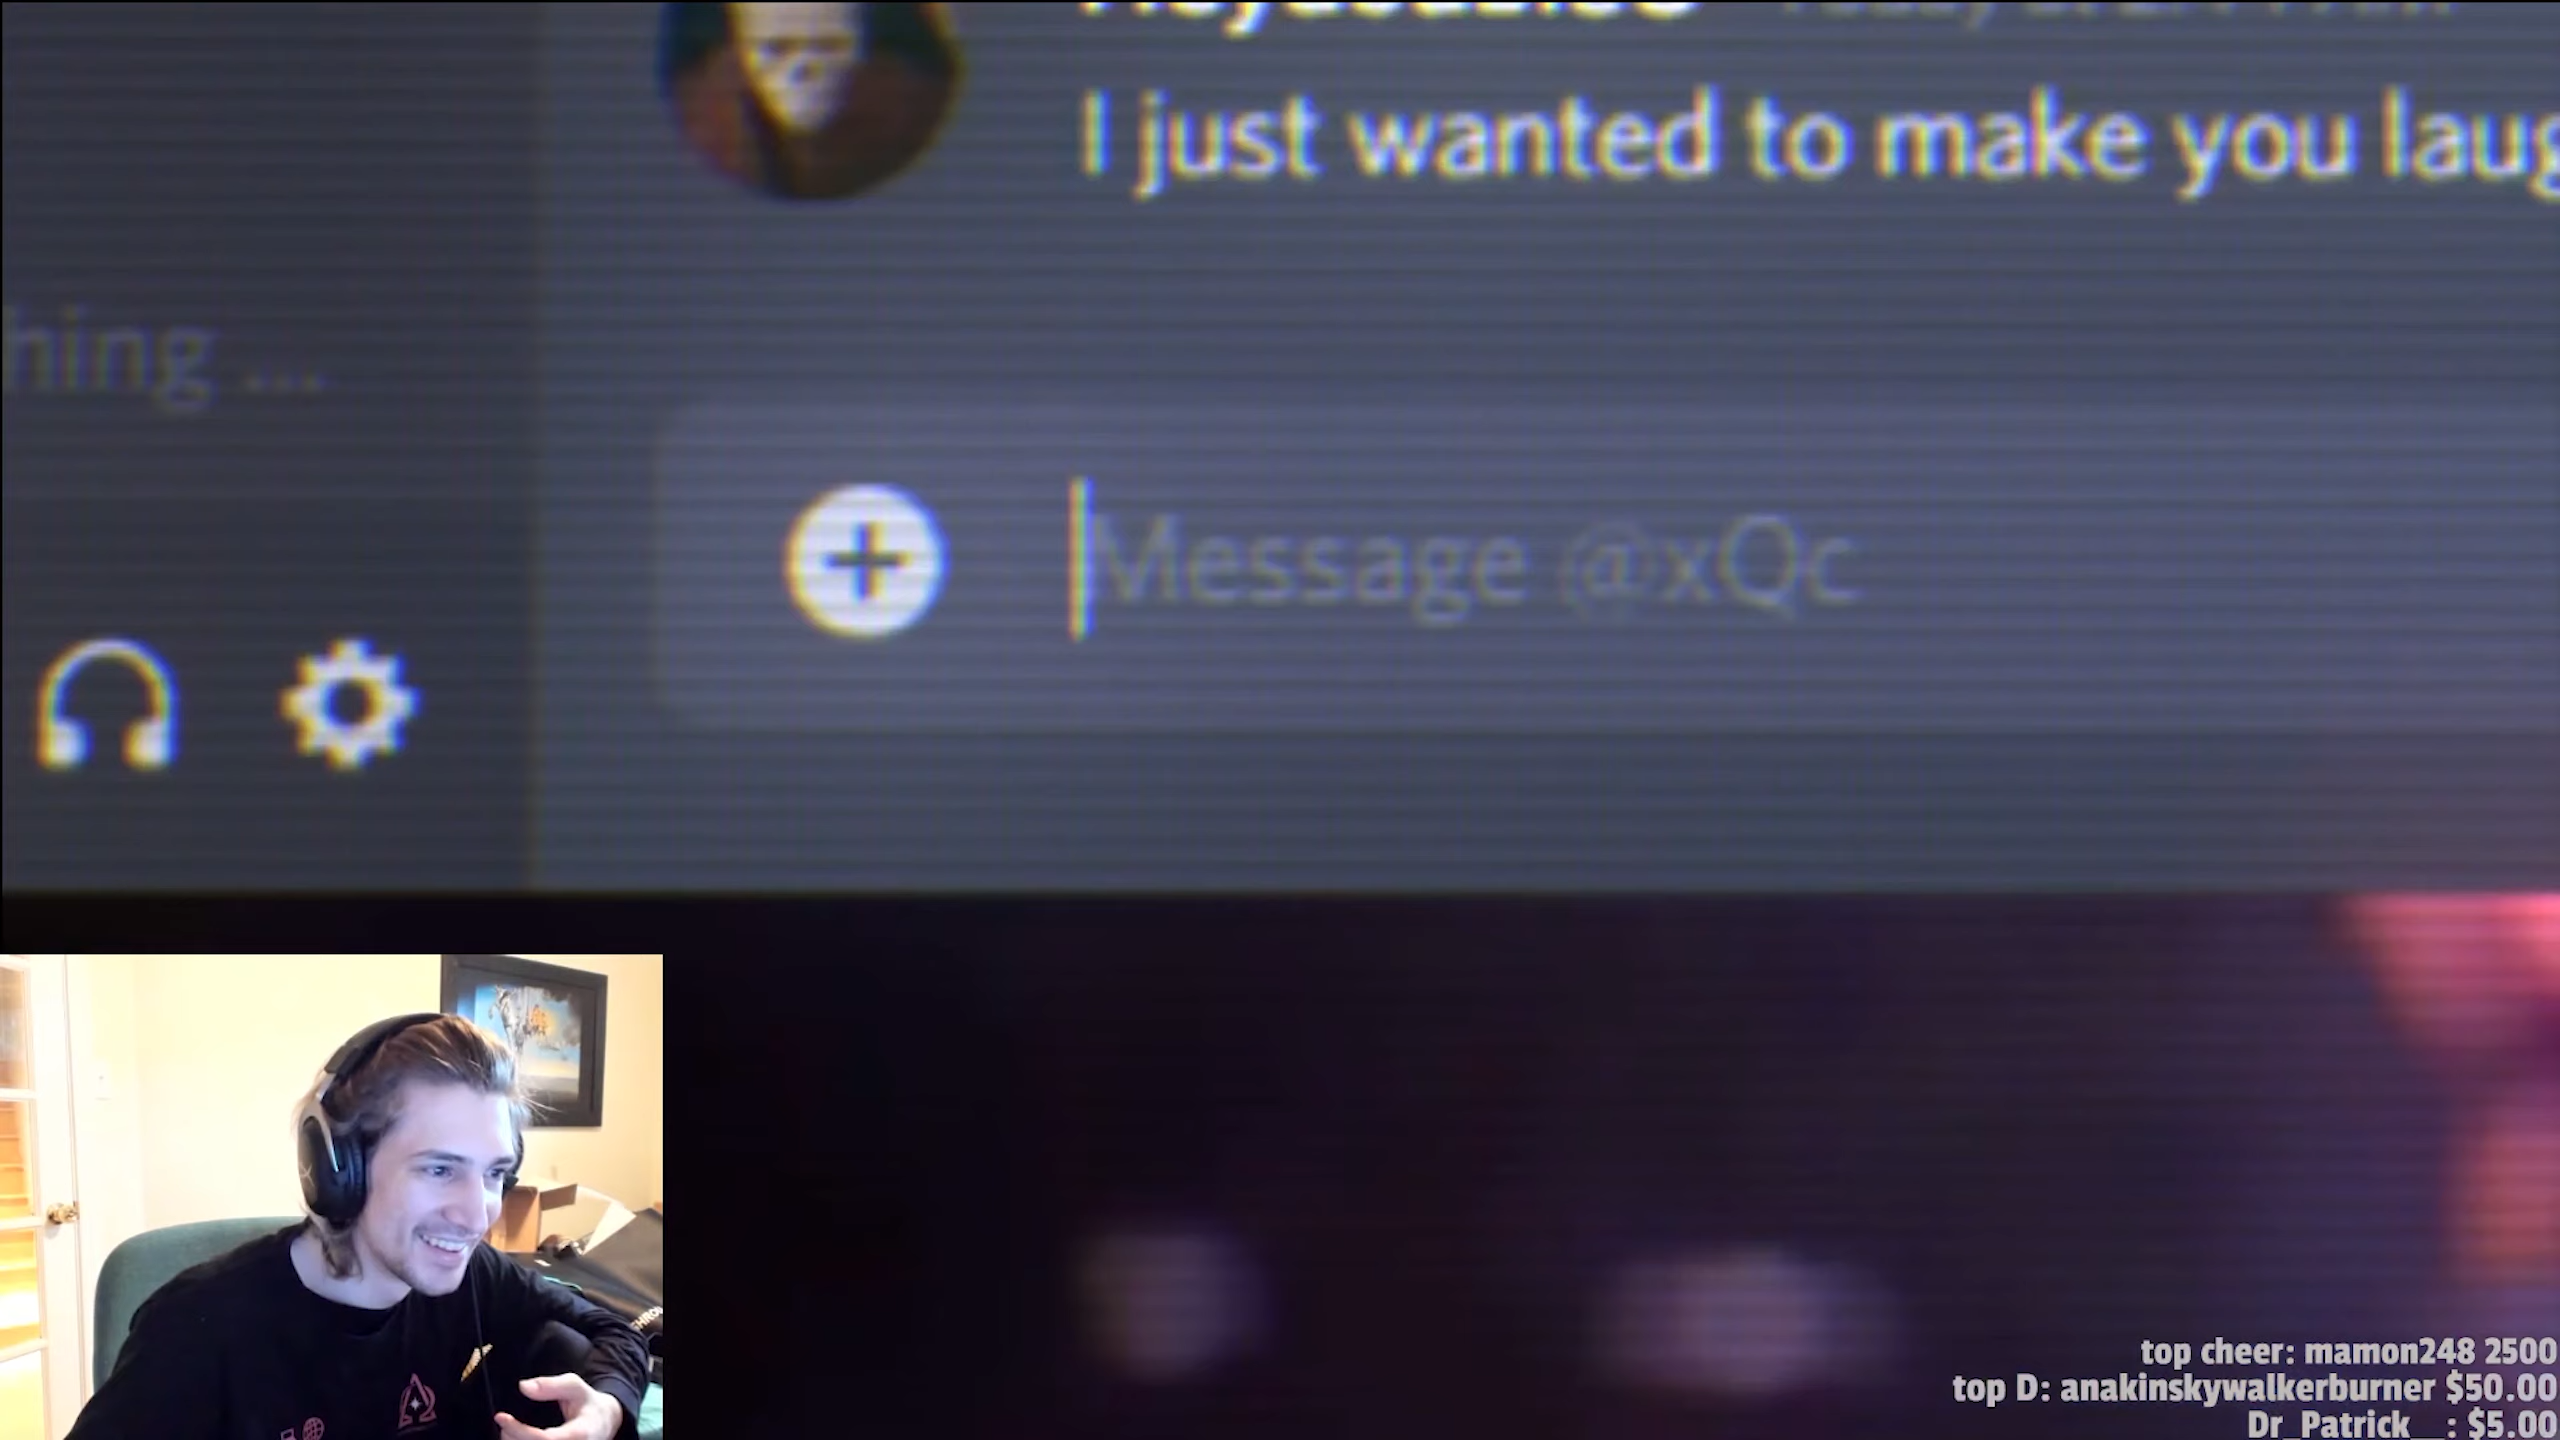 I just wanted to make you laug
hing ...
Message @xQc
top cheer: mamon248 2500
top D: anakinskywalkerburner $50.00
Dr_Patrick__: $5.00